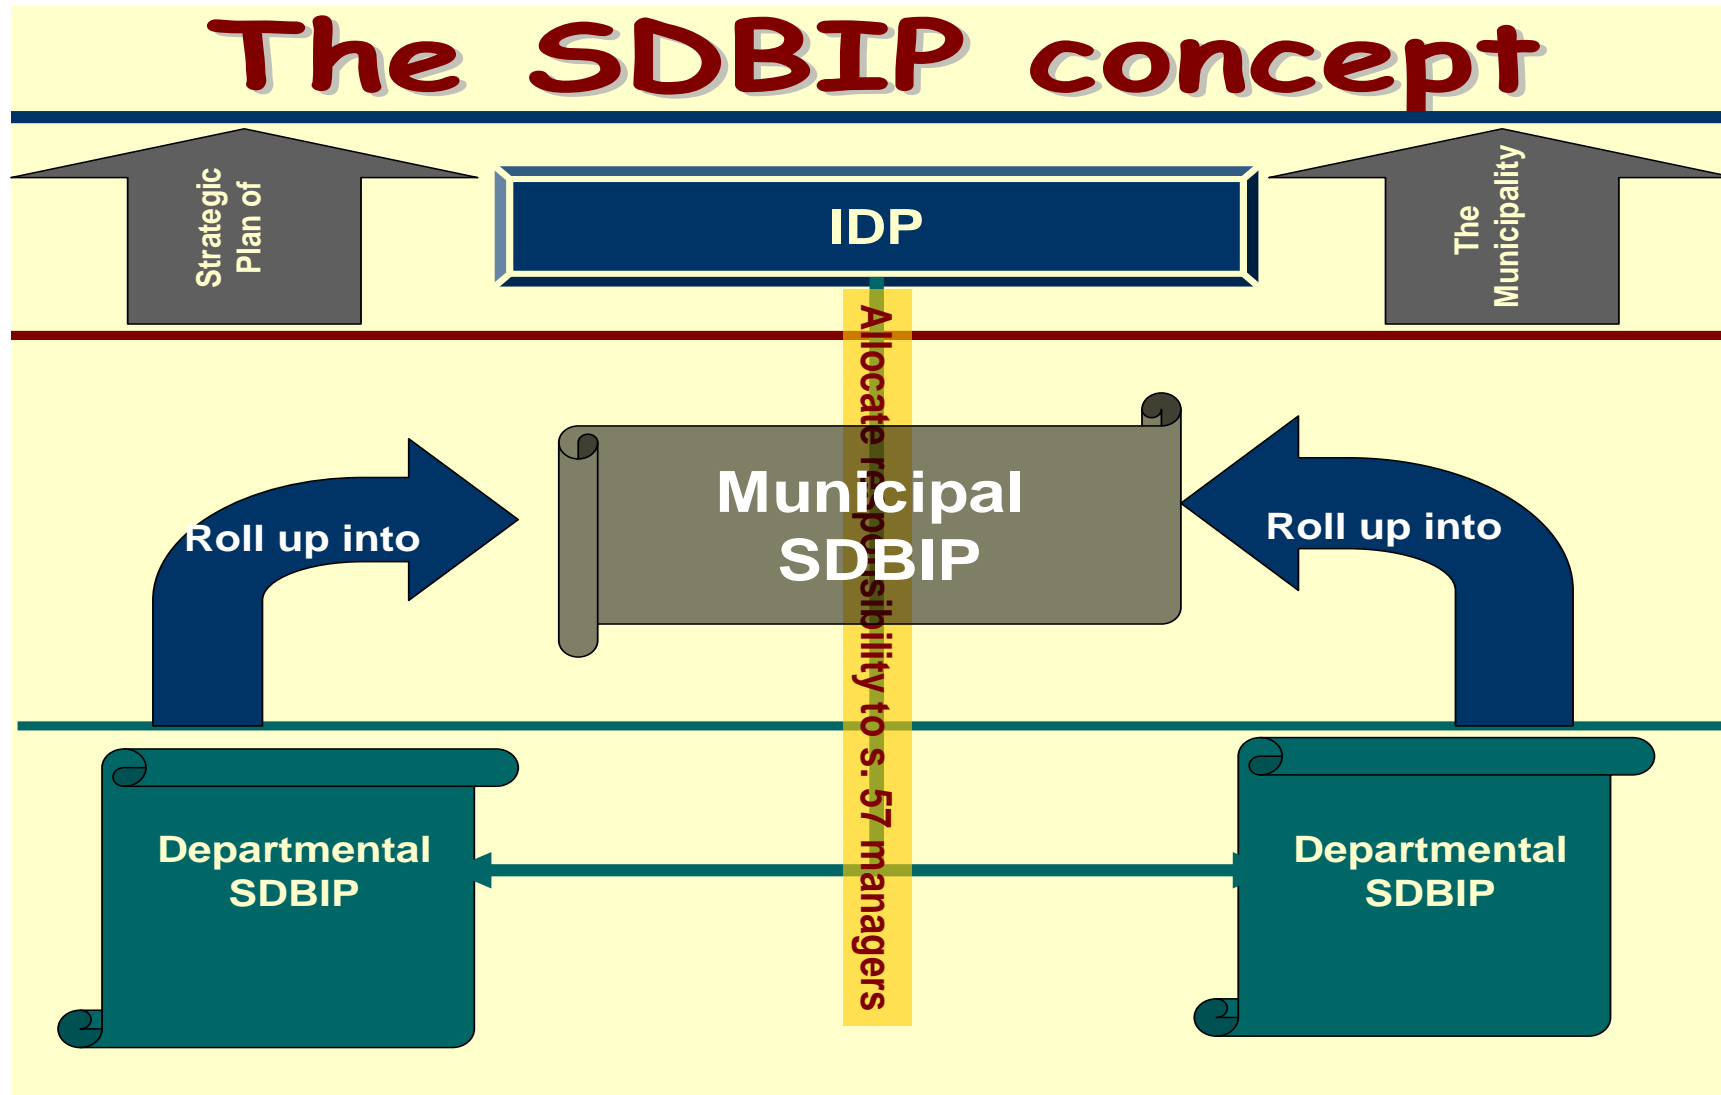 The SDBIP concept
Strategic
Plan of
IDP
The
Municipality
Allocate responsibility to s. 57 managers
Municipal
SDBIP
Roll up into
Roll up into
Departmental
SDBIP
Departmental
SDBIP